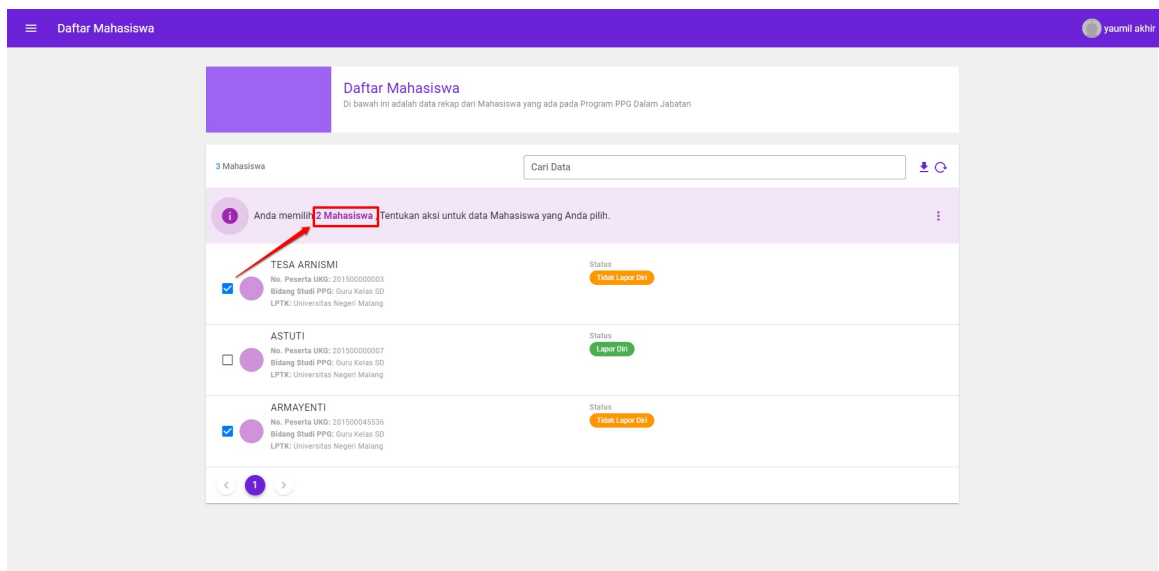 Daftar Mahasiswa
yaumil akhir
Daftar Mahasiswa
Di bawah ini adalah data rekap dari Mahasiswa yang ada pada Program PPG Dalam Jabatan
3 Mahasiswa
Cari Data
Anda memilih 2 Mahasiswa , Tentukan aksi untuk data Mahasiswa yang Anda pilih.
TESA ARNISMI
Status
No. Peserta UKG: 201500000003
Tidak Lapor Diri
Bidang Studi PPG: Guru Kelas SD
LPTK: Universitas Negeri Malang
ASTUTI
Status
No. Peserta UKG: 201500000007
Lapor Diri
Bidang Studi PPG: Guru Kelas SD
LPTK: Universitas Negeri Malang
ARMAYENTI
Status
No. Peserta UKG: 201500045536
Tidak Lapor Diri
Bidang Studi PPG: Guru Kelas SD
LPTK: Universitas Negeri Malang
1